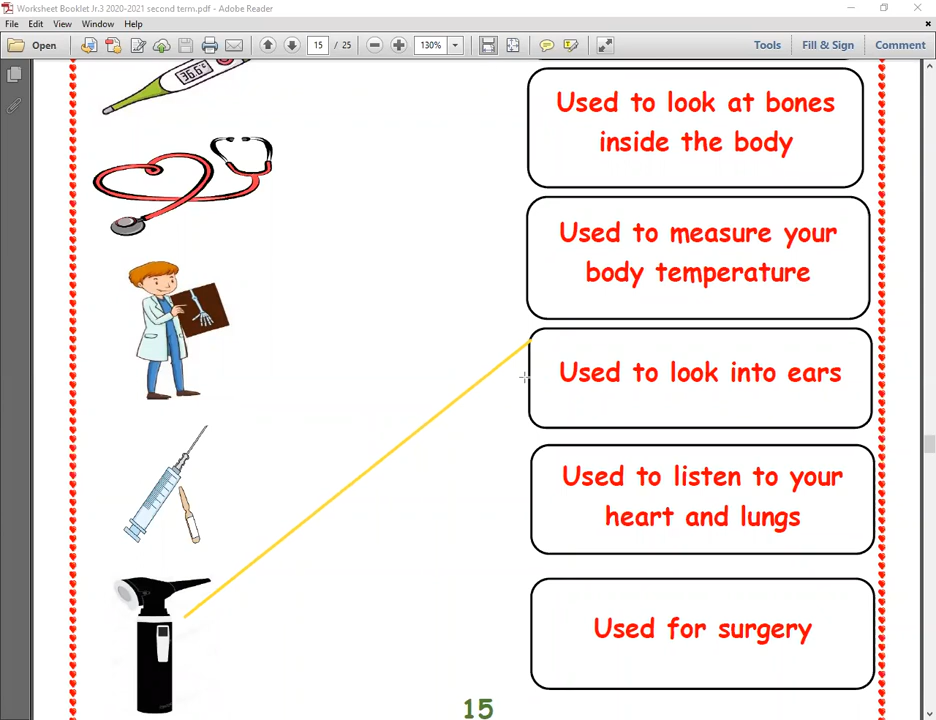 Worksheet Booklet Jr.3 2020-2021 second term.pdf - Adobe Reader
File Edit View Window Help
Open 15 / 25 130% Tools Fill & Sign Comment
36.6°c
Used to look at bones
inside the body
Used to measure your
body temperature
Used to look into ears
Used to listen to your
heart and lungs
Used for surgery
15